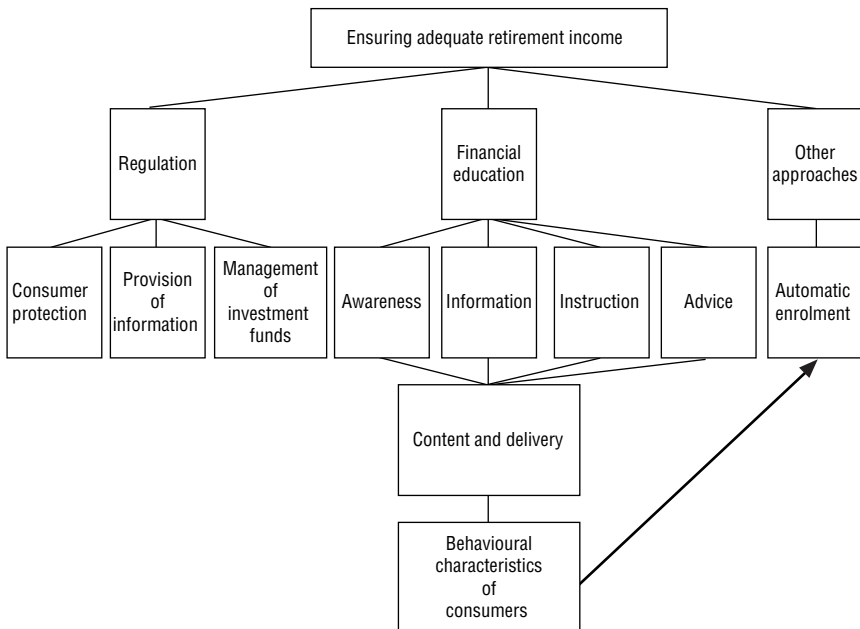 Ensuring adequate retirement income
Regulation
Financial
education
Other
approaches
Consumer
protection
Provision
of
information
Management
of
investment
funds
Awareness
Information
Instruction
Advice
Automatic
enrolment
Content and delivery
Behavioural
characteristics
of
consumers